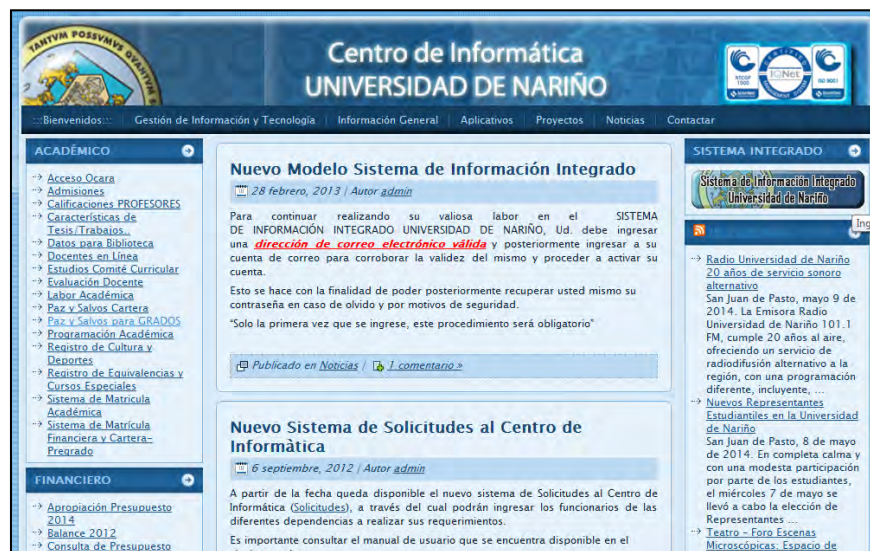 TANTVM POSSVMVS QVANTVM
Centro de Informática
UNIVERSIDAD DE NARIÑO
IQNet
ISO 9001
:::Bienvenidos:::
Gestión de Información y Tecnología
Información General
Aplicativos
Proyectos
Noticias
Contactar
ACADÉMICO
Acceso Ocara
Admisiones
Calificaciones PROFESORES
Características de
Tesis/Trabajos..
Datos para Biblioteca
Docentes en Línea
Estudios Comité Curricular
Evaluación Docente
Labor Académica
Paz y Salvos Cartera
Paz y Salvos para GRADOS
Programación Académica
Registro de Cultura y
Deportes
Registro de Equivalencias y
Cursos Especiales
Sistema de Matricula
Académica
Sistema de Matrícula
Financiera y Cartera-
Pregrado
FINANCIERO
Apropiación Presupuesto
2014
Balance 2012
Consulta de Presupuesto
Nuevo Modelo Sistema de Información Integrado
28 febrero, 2013 | Autor admin
Para continuar realizando su valiosa labor en el SISTEMA
DE INFORMACIÓN INTEGRADO UNIVERSIDAD DE NARIÑO, Ud. debe ingresar
una dirección de correo electrónico válida y posteriormente ingresar a su
cuenta de correo para corroborar la validez del mismo y proceder a activar su
cuenta.
Esto se hace con la finalidad de poder posteriormente recuperar usted mismo su
contraseña en caso de olvido y por motivos de seguridad.
"Solo la primera vez que se ingrese, este procedimiento será obligatorio"
Publicado en Noticias | 1 comentario »
Nuevo Sistema de Solicitudes al Centro de
Informàtica
6 septiembre, 2012 | Autor admin
A partir de la fecha queda disponible el nuevo sistema de Solicitudes al Centro de
Informática (Solicitudes), a través del cual podrán ingresar los funcionarios de las
diferentes dependencias a realizar sus requerimientos.
Es importante consultar el manual de usuario que se encuentra disponible en el
SISTEMA INTEGRADO
Sistema de Información Integrado
Universidad de Nariño
Ing
Radio Universidad de Nariño
20 años de servicio sonoro
alternativo
San Juan de Pasto, mayo 9 de
2014. La Emisora Radio
Universidad de Nariño 101.1
FM, cumple 20 años al aire,
ofreciendo un servicio de
radiodifusión alternativo a la
región, con una programación
diferente, incluyente, ...
Nuevos Representantes
Estudiantiles en la Universidad
de Nariño
San Juan de Pasto, 8 de mayo
de 2014. En completa calma y
con una modesta participación
por parte de los estudiantes,
el miércoles 7 de mayo se
llevó a cabo la elección de
Representantes ...
Teatro – Foro Escenas
Microscópicas: Espacio de